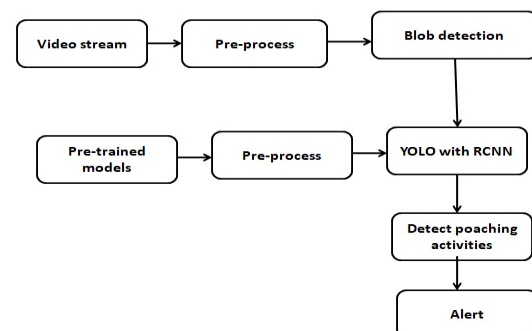 Video stream
Pre-process
Blob detection
Pre-trained
models
Pre-process
YOLO with RCNN
Detect poaching
activities
Alert